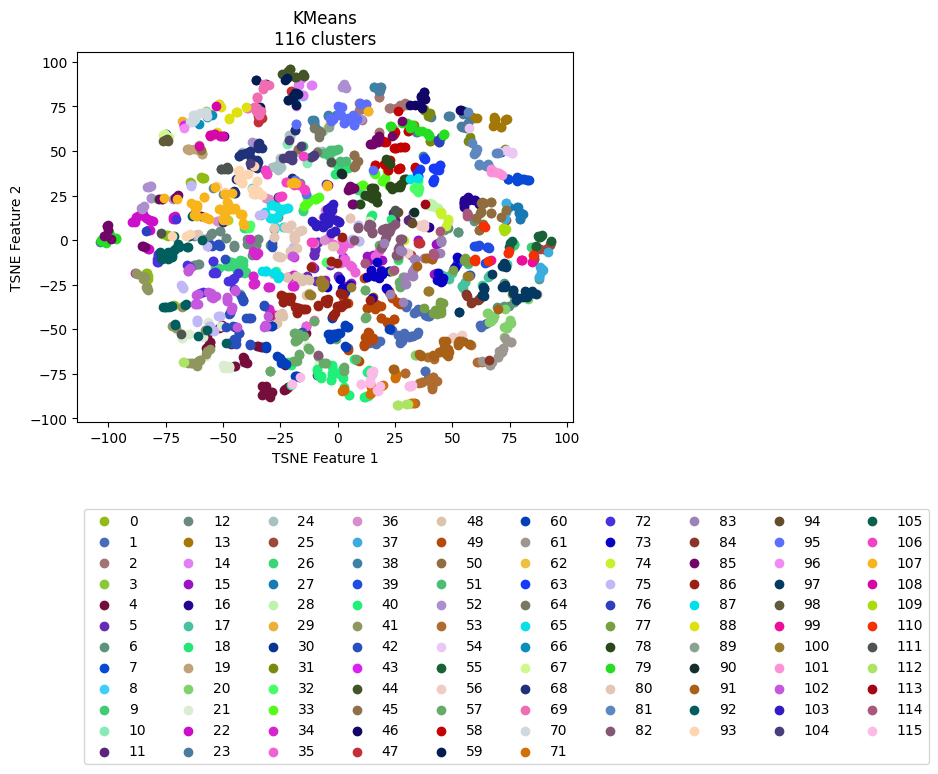 KMeans
116 clusters
100
75
50
25
0
−25
−50
−75
−100
TSNE Feature 2
−100 −75 −50 −25 0 25 50 75 100
TSNE Feature 1
0 12 24 36 48 60 72 83 94 105
1 13 25 37 49 61 73 84 95 106
2 14 26 38 50 62 74 85 96 107
3 15 27 39 51 63 75 86 97 108
4 16 28 40 52 64 76 87 98 109
5 17 29 41 53 65 77 88 99 110
6 18 30 42 54 66 78 89 100 111
7 19 31 43 55 67 79 90 101 112
8 20 32 44 56 68 80 91 102 113
9 21 33 45 57 69 81 92 103 114
10 22 34 46 58 70 82 93 104 115
11 23 35 47 59 71